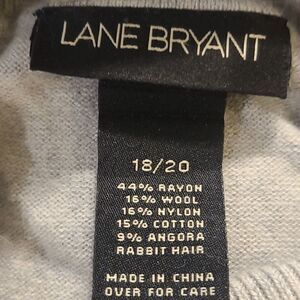 LANE BRYANT
18/20
44% RAYON
16% WOOL
16% NYLON
15% COTTON
9% ANGORA
RABBIT HAIR
MADE IN CHINA
OVER FOR CARE